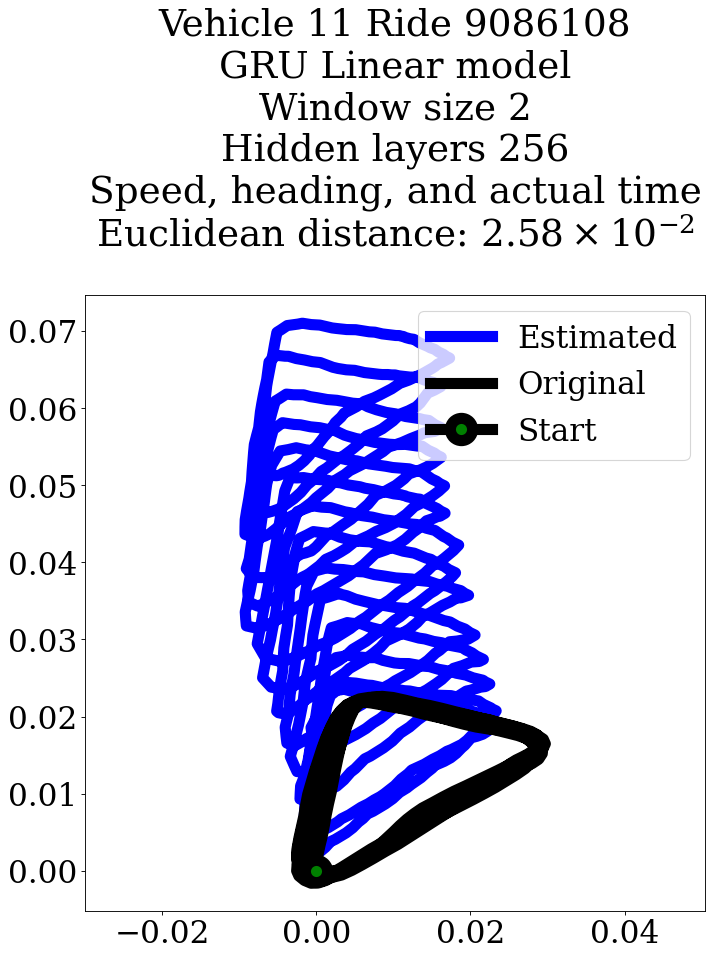 Vehicle 11 Ride 9086108
GRU Linear model
Window size 2
Hidden layers 256
Speed, heading, and actual time
Euclidean distance: 2.58 × 10⁻²
Estimated
Original
Start
0.07
0.06
0.05
0.04
0.03
0.02
0.01
0.00
−0.02
0.00
0.02
0.04